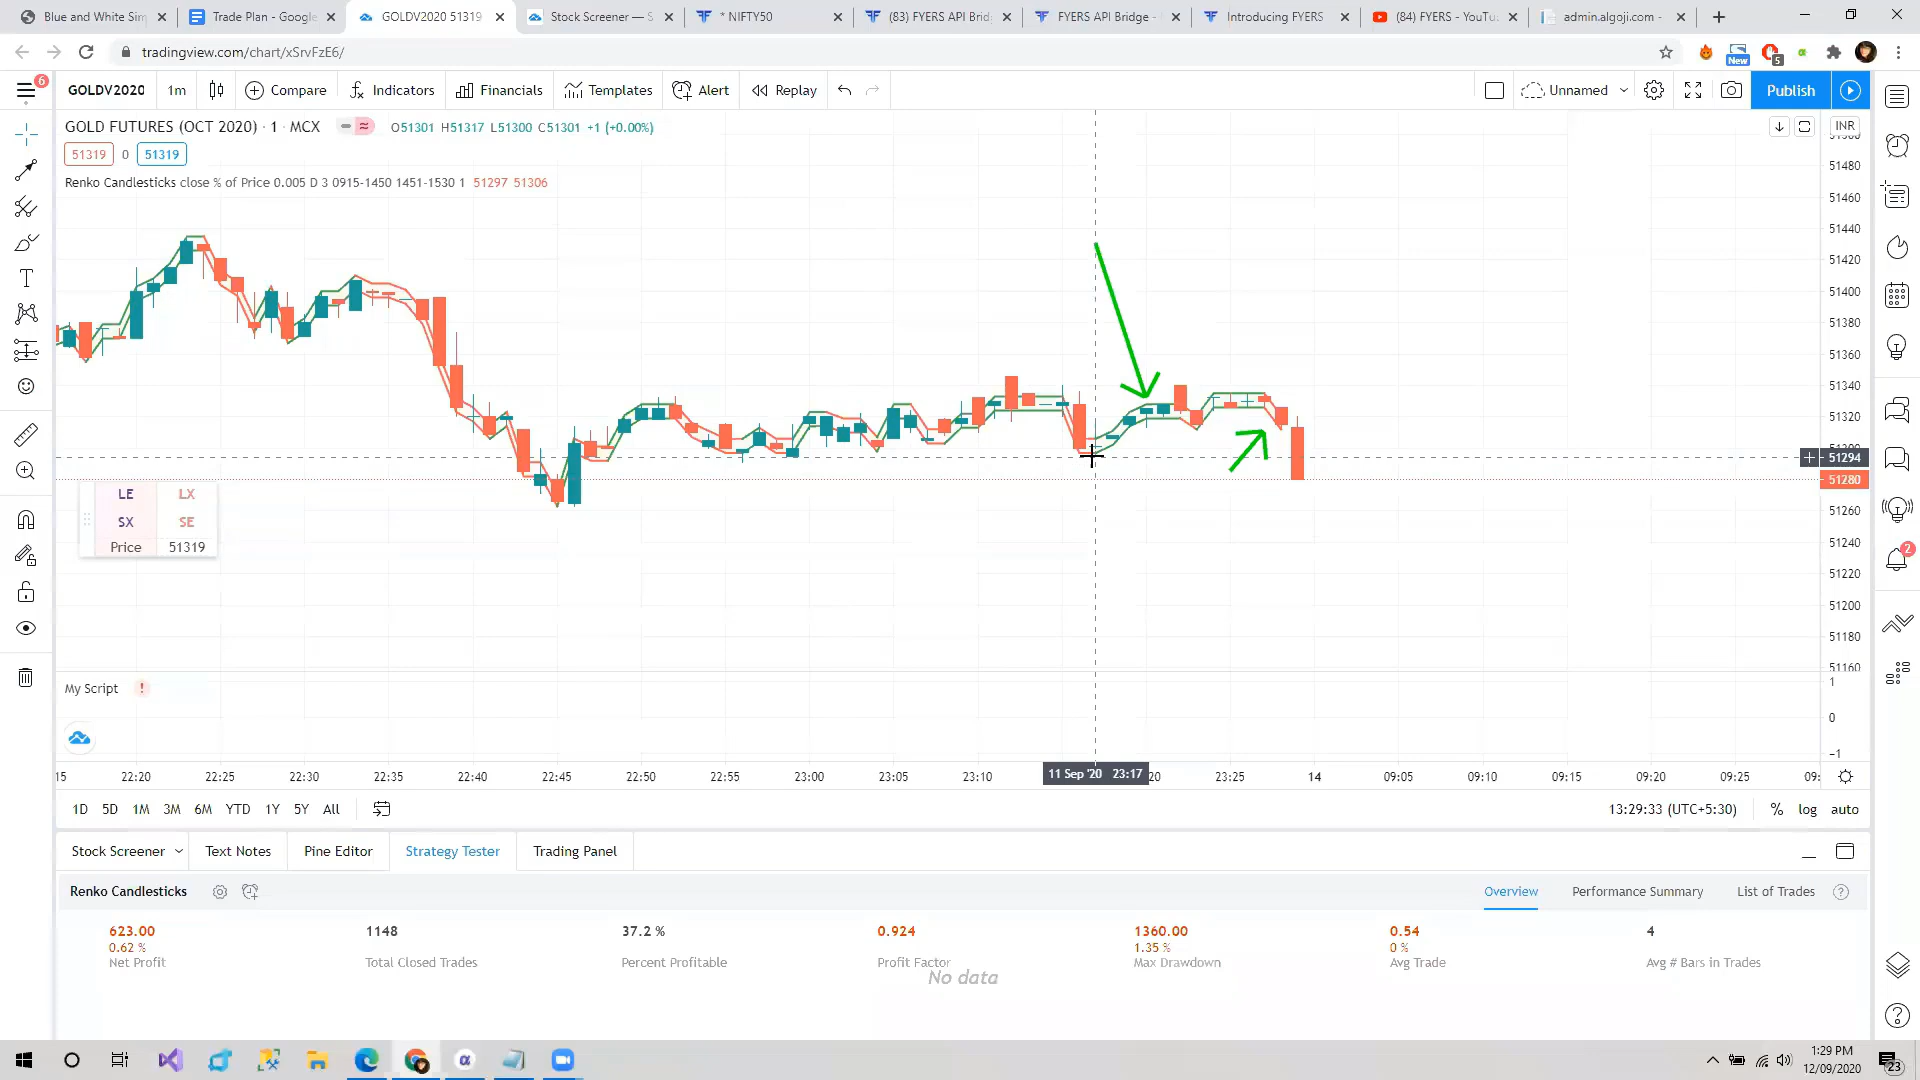 Blue and White Sim
Trade Plan - Google
GOLDV2020 51319
Stock Screener — S
* NIFTY50
(83) FYERS API Brid
FYERS API Bridge -
Introducing FYERS
(84) FYERS - YouTu
admin.algoji.com -
tradingview.com/chart/xSrvFzE6/
New
5
6
GOLDV2020
1m
Compare
Indicators
Financials
Templates
Alert
Replay
Unnamed
Publish
GOLD FUTURES (OCT 2020) · 1 · MCX
O51301 H51317 L51300 C51301 +1 (+0.00%)
INR
51319 0 51319
Renko Candlesticks close % of Price 0.005 D 3 0915-1450 1451-1530 1 51297 51306
51480
51460
51440
51420
51400
51380
51360
51340
51320
51300
51294
51280
51260
51240
51220
51200
51180
51160
LE LX
SX SE
Price 51319
2
My Script !
1
0
−1
15 22:20 22:25 22:30 22:35 22:40 22:45 22:50 22:55 23:00 23:05 23:10 11 Sep '20 23:17 20 23:25 14 09:05 09:10 09:15 09:20 09:25 09:
1D 5D 1M 3M 6M YTD 1Y 5Y All
13:29:33 (UTC+5:30) % log auto
Stock Screener Text Notes Pine Editor Strategy Tester Trading Panel
Renko Candlesticks
Overview Performance Summary List of Trades
623.00 1148 37.2 % 0.924 1360.00 0.54 4
0.62 % 1.35 % 0 %
Net Profit Total Closed Trades Percent Profitable Profit Factor Max Drawdown Avg Trade Avg # Bars in Trades
No data
1:29 PM
12/09/2020
23